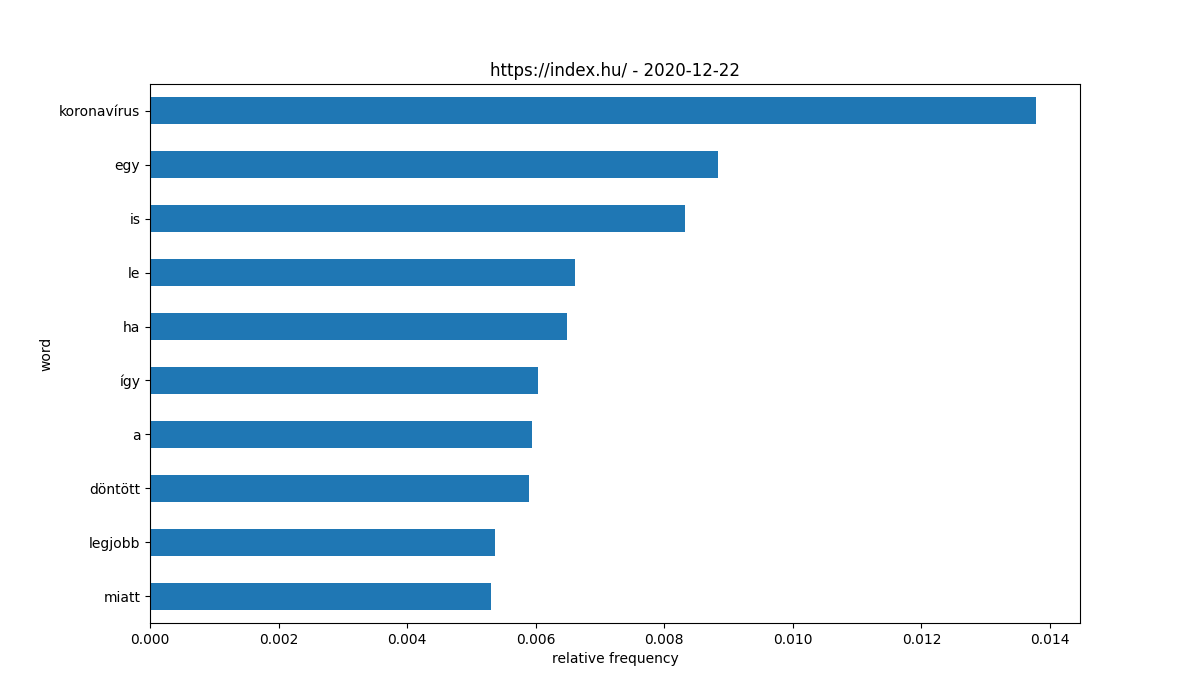 https://index.hu/ - 2020-12-22
koronavírus
egy
is
le
ha
így
a
döntött
legjobb
miatt
word
0.000 0.002 0.004 0.006 0.008 0.010 0.012 0.014
relative frequency